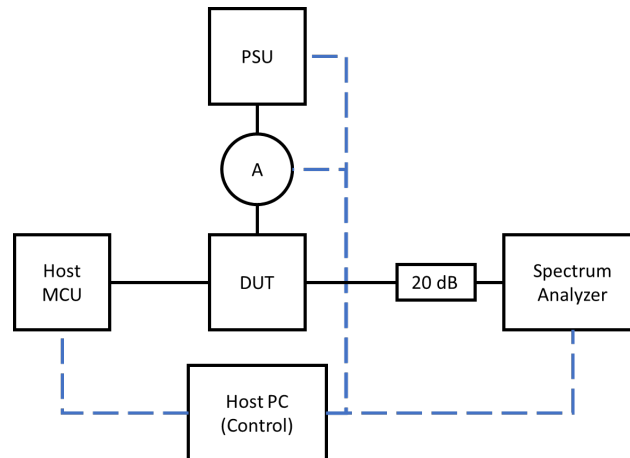 PSU
A
Host
MCU
DUT
20 dB
Spectrum
Analyzer
Host PC
(Control)